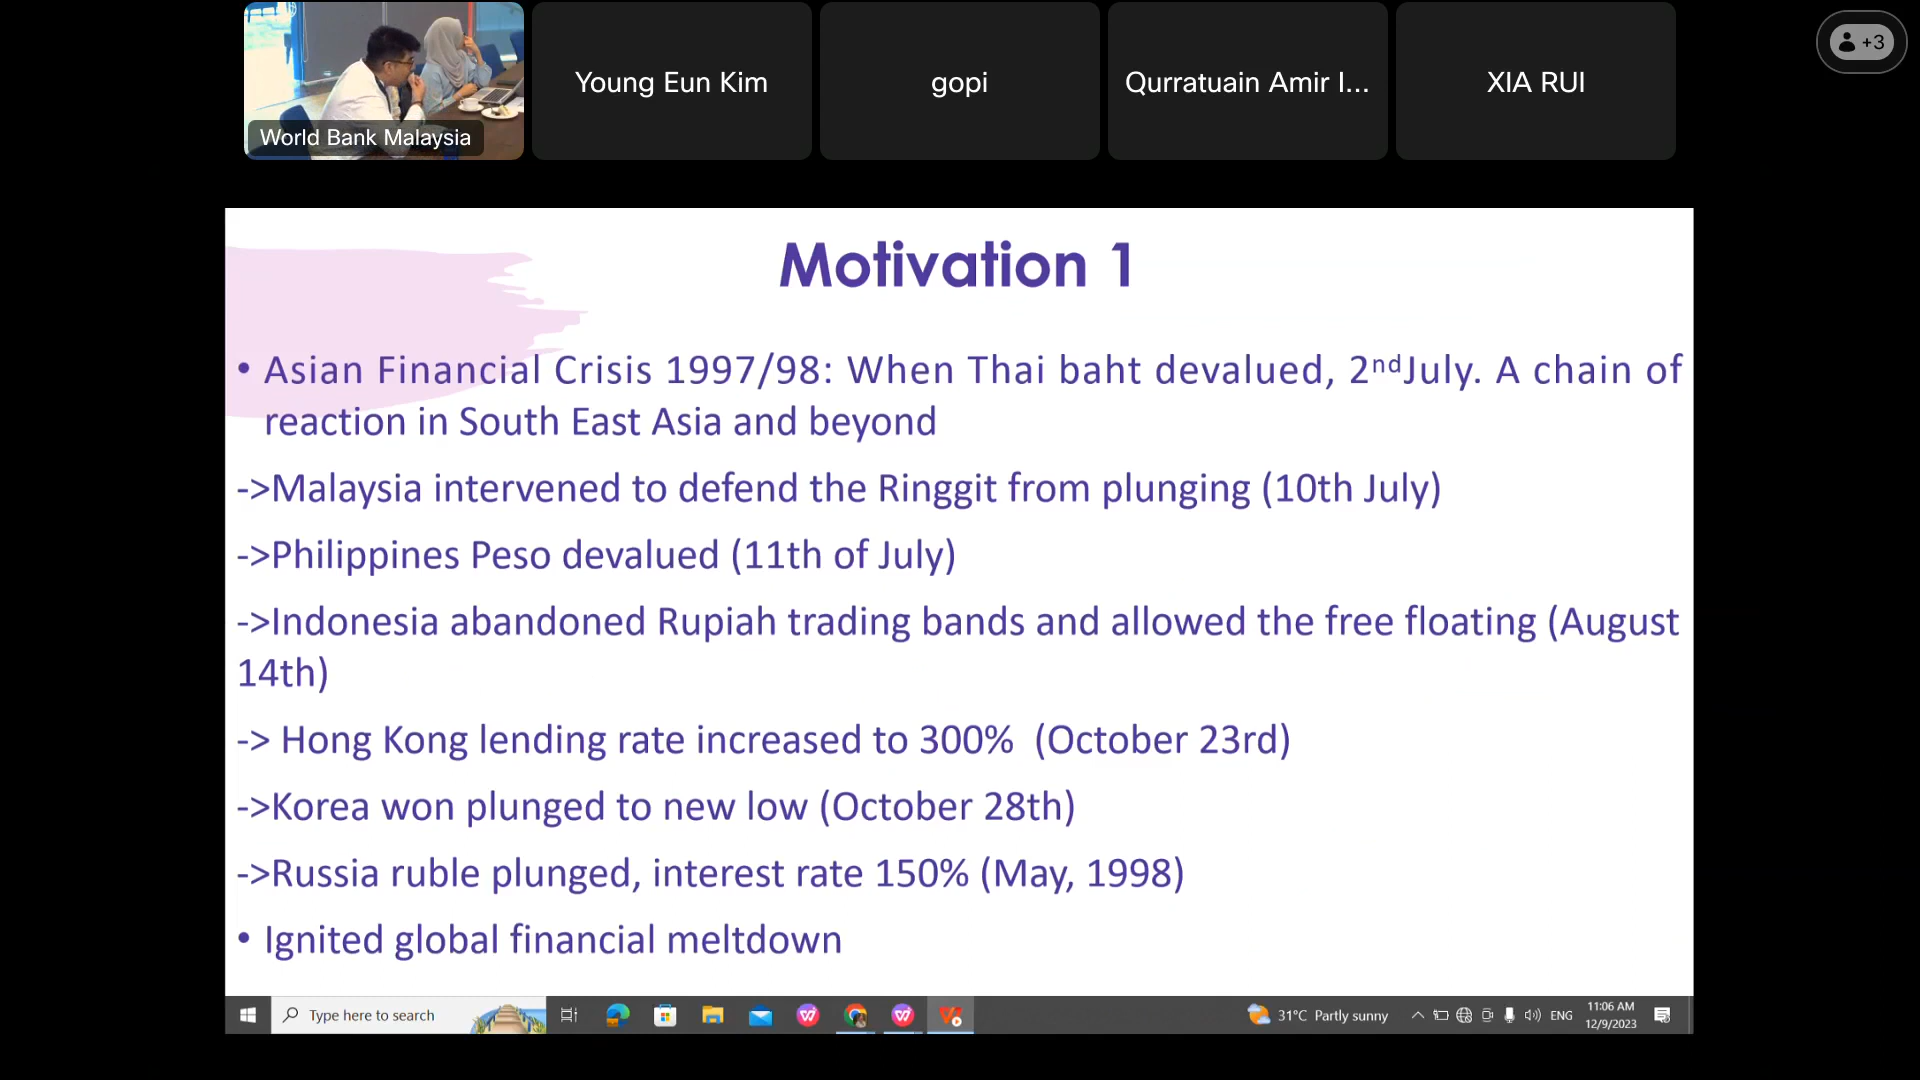 World Bank Malaysia
Young Eun Kim
gopi
Qurratuain Amir I...
XIA RUI
+3
Motivation 1
• Asian Financial Crisis 1997/98: When Thai baht devalued, 2ndJuly. A chain of
reaction in South East Asia and beyond
->Malaysia intervened to defend the Ringgit from plunging (10th July)
->Philippines Peso devalued (11th of July)
->Indonesia abandoned Rupiah trading bands and allowed the free floating (August
14th)
-> Hong Kong lending rate increased to 300% (October 23rd)
->Korea won plunged to new low (October 28th)
->Russia ruble plunged, interest rate 150% (May, 1998)
• Ignited global financial meltdown
Type here to search
31°C Partly sunny
ENG
11:06 AM
12/9/2023